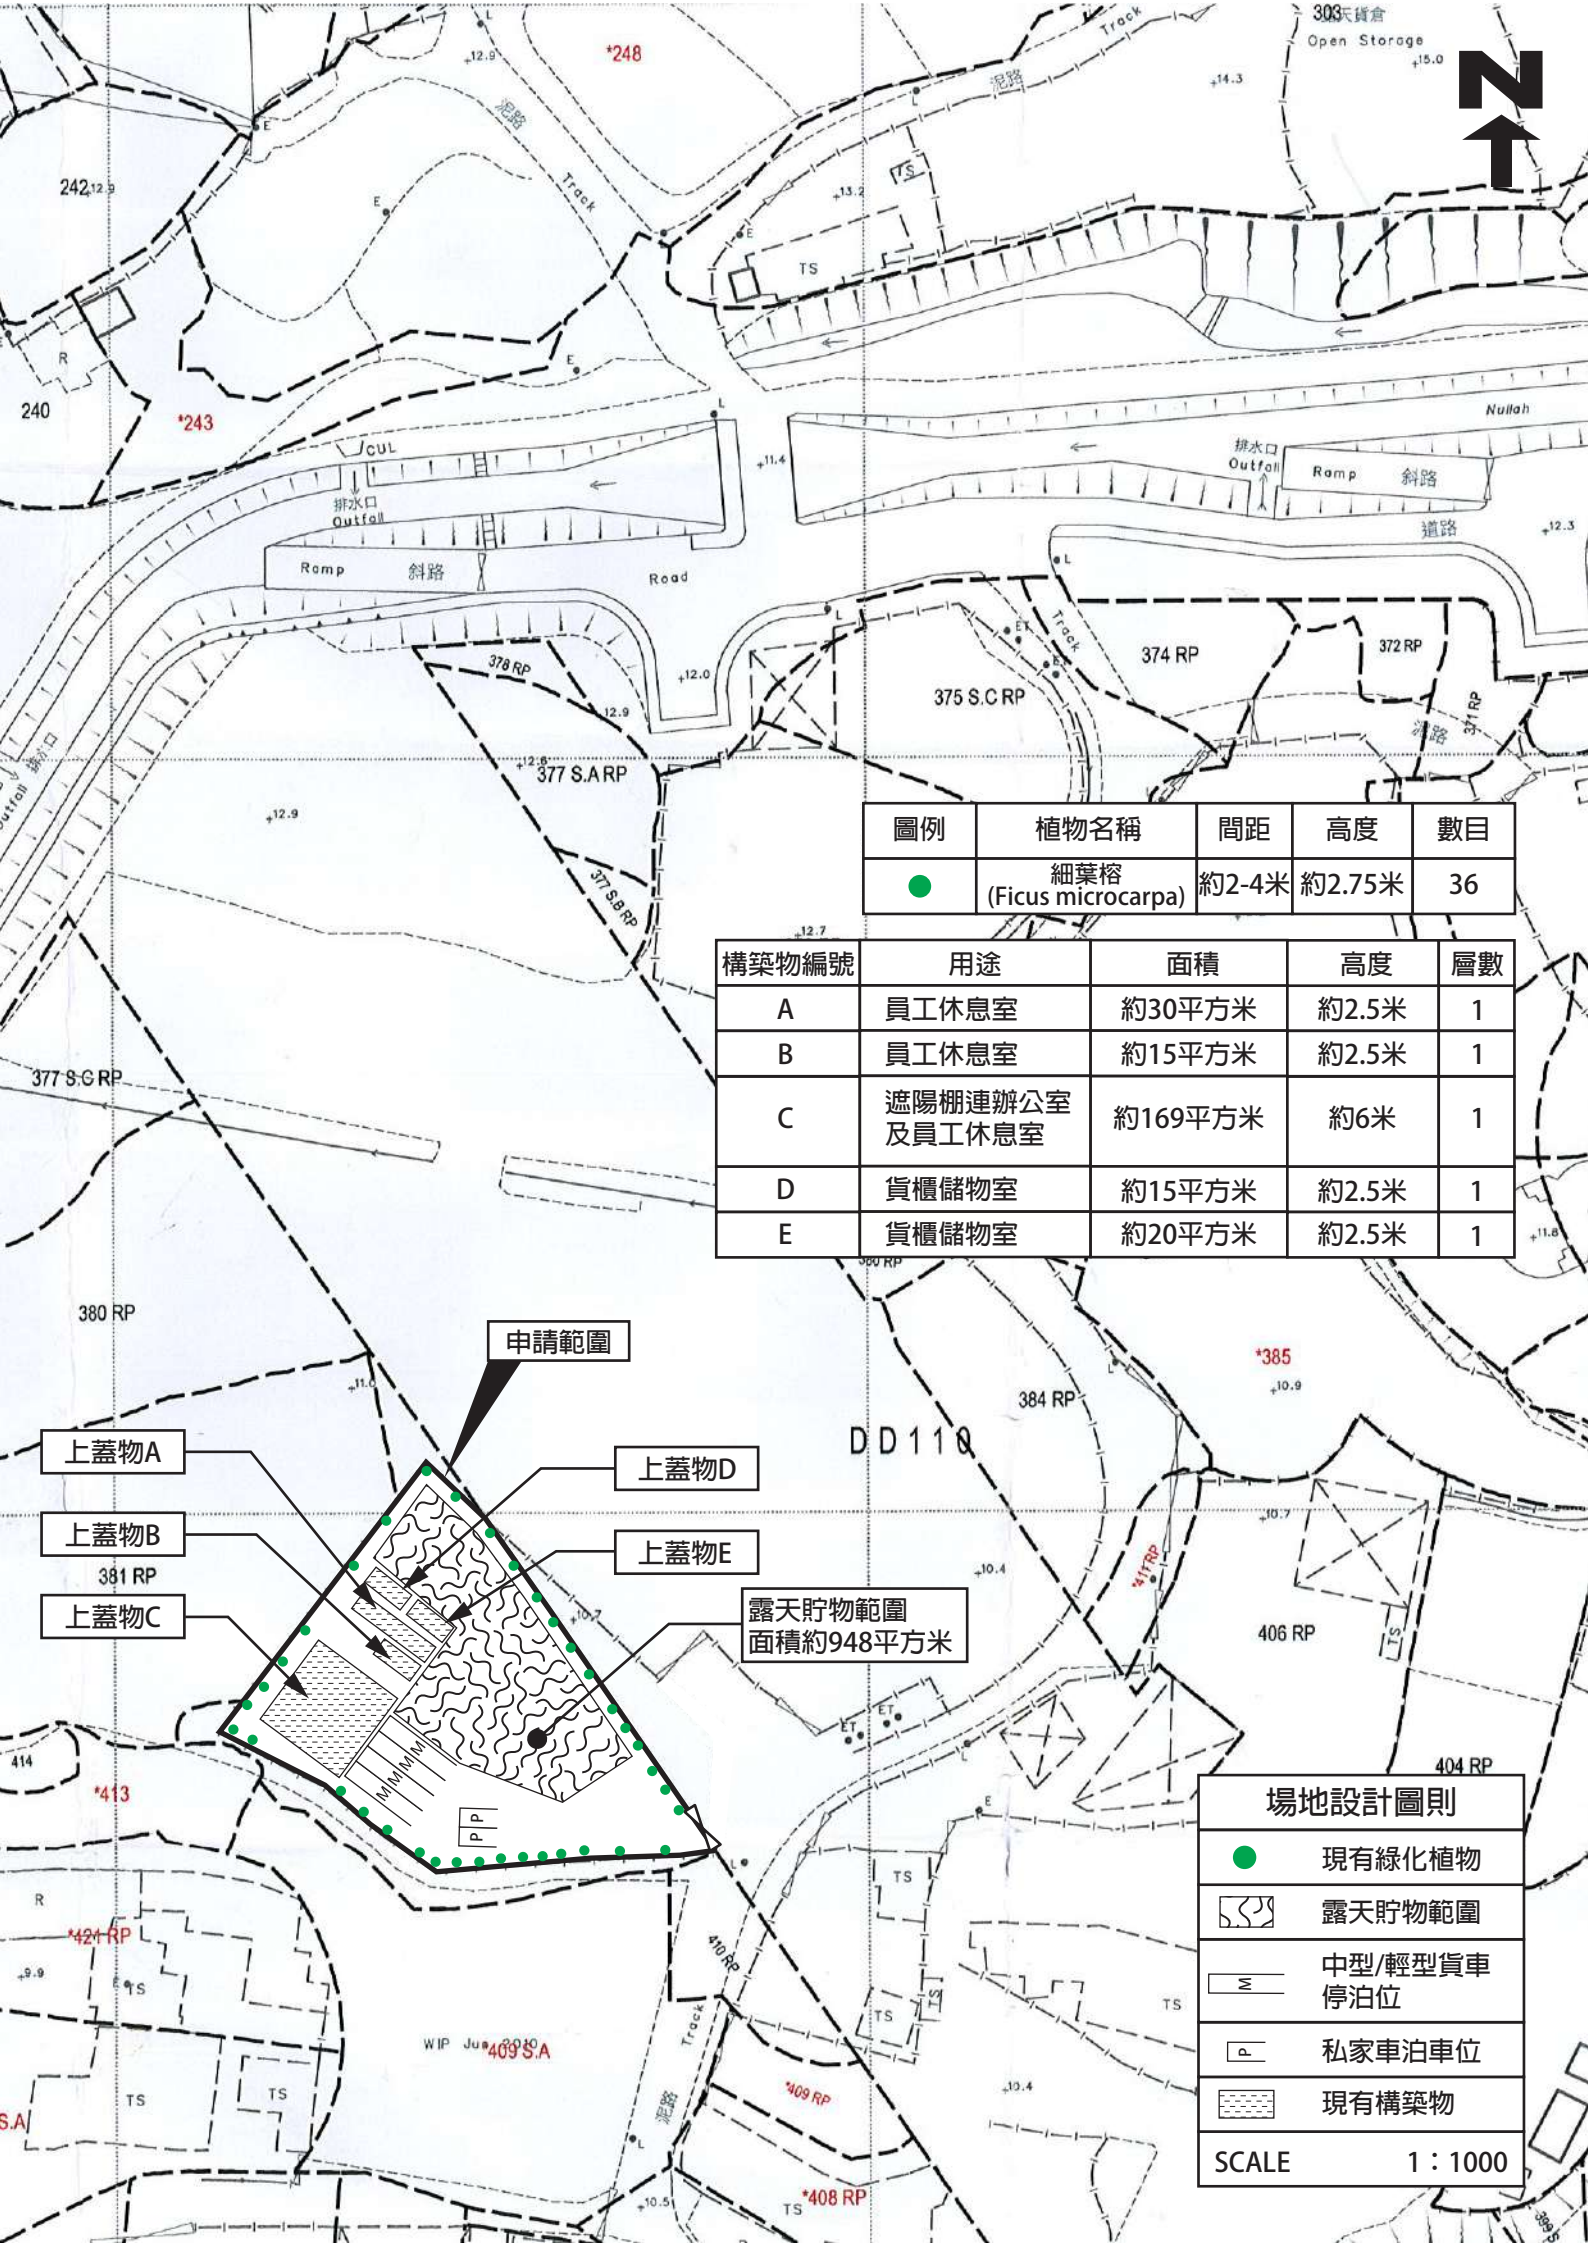 303
露天貨倉
Open Storage
+15.0
N
*248
+12.9
L
泥路
Track
泥路
Track
L
+14.3
E
242
+12.9
E
TS
+13.2
E
TS
R
E
240
*243
L
CUL
+11.4
Nullah
排水口
Outfall
排水口
Outfall
Ramp 斜路
道路
+12.3
Ramp 斜路
Road
L
L
ET
Track
ET
378 RP
+12.0
374 RP
372 RP
375 S.C RP
371 RP
泥路
12.9
+12.8
377 S.A RP
排水口
Outfall
+12.9
377 S.B RP
圖例 植物名稱 間距 高度 數目
細葉榕
(Ficus microcarpa)
約2-4米 約2.75米 36
+12.7
構築物編號 用途 面積 高度 層數
A 員工休息室 約30平方米 約2.5米 1
B 員工休息室 約15平方米 約2.5米 1
C 遮陽棚連辦公室
及員工休息室
約169平方米 約6米 1
D 貨櫃儲物室 約15平方米 約2.5米 1
E 貨櫃儲物室 約20平方米 約2.5米 1
377 S.C RP
+11.8
380 RP
380 RP
申請範圍
*385
+10.9
L
384 RP
+11.0
DD110
上蓋物A
上蓋物D
上蓋物B
上蓋物E
+10.7
381 RP
+10.4
*411 RP
上蓋物C
+10.7
露天貯物範圍
面積約948平方米
406 RP
TS
ET
ET
L
414
*413
M M M M
P P
404 RP
E
場地設計圖則
現有綠化植物
露天貯物範圍
M 中型/輕型貨車
停泊位
P 私家車泊車位
現有構築物
SCALE 1：1000
L
TS
R
*421 RP
+9.9
E
TS
410 RP
TS
TS
TS
WIP Jun 2010
*409 S.A
Track
泥路
TS
TS
*409 RP
+10.4
S.A
L
+10.5
TS
*408 RP
399 S